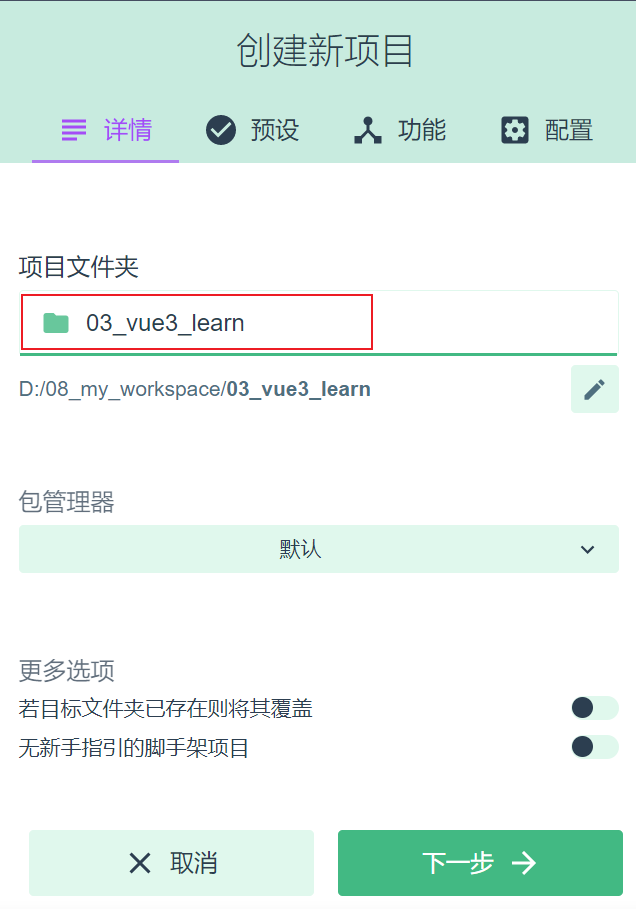 创建新项目
详情 预设 功能 配置
项目文件夹
03_vue3_learn
D:/08_my_workspace/03_vue3_learn
包管理器
默认
更多选项
若目标文件夹已存在则将其覆盖
无新手指引的脚手架项目
取消 下一步